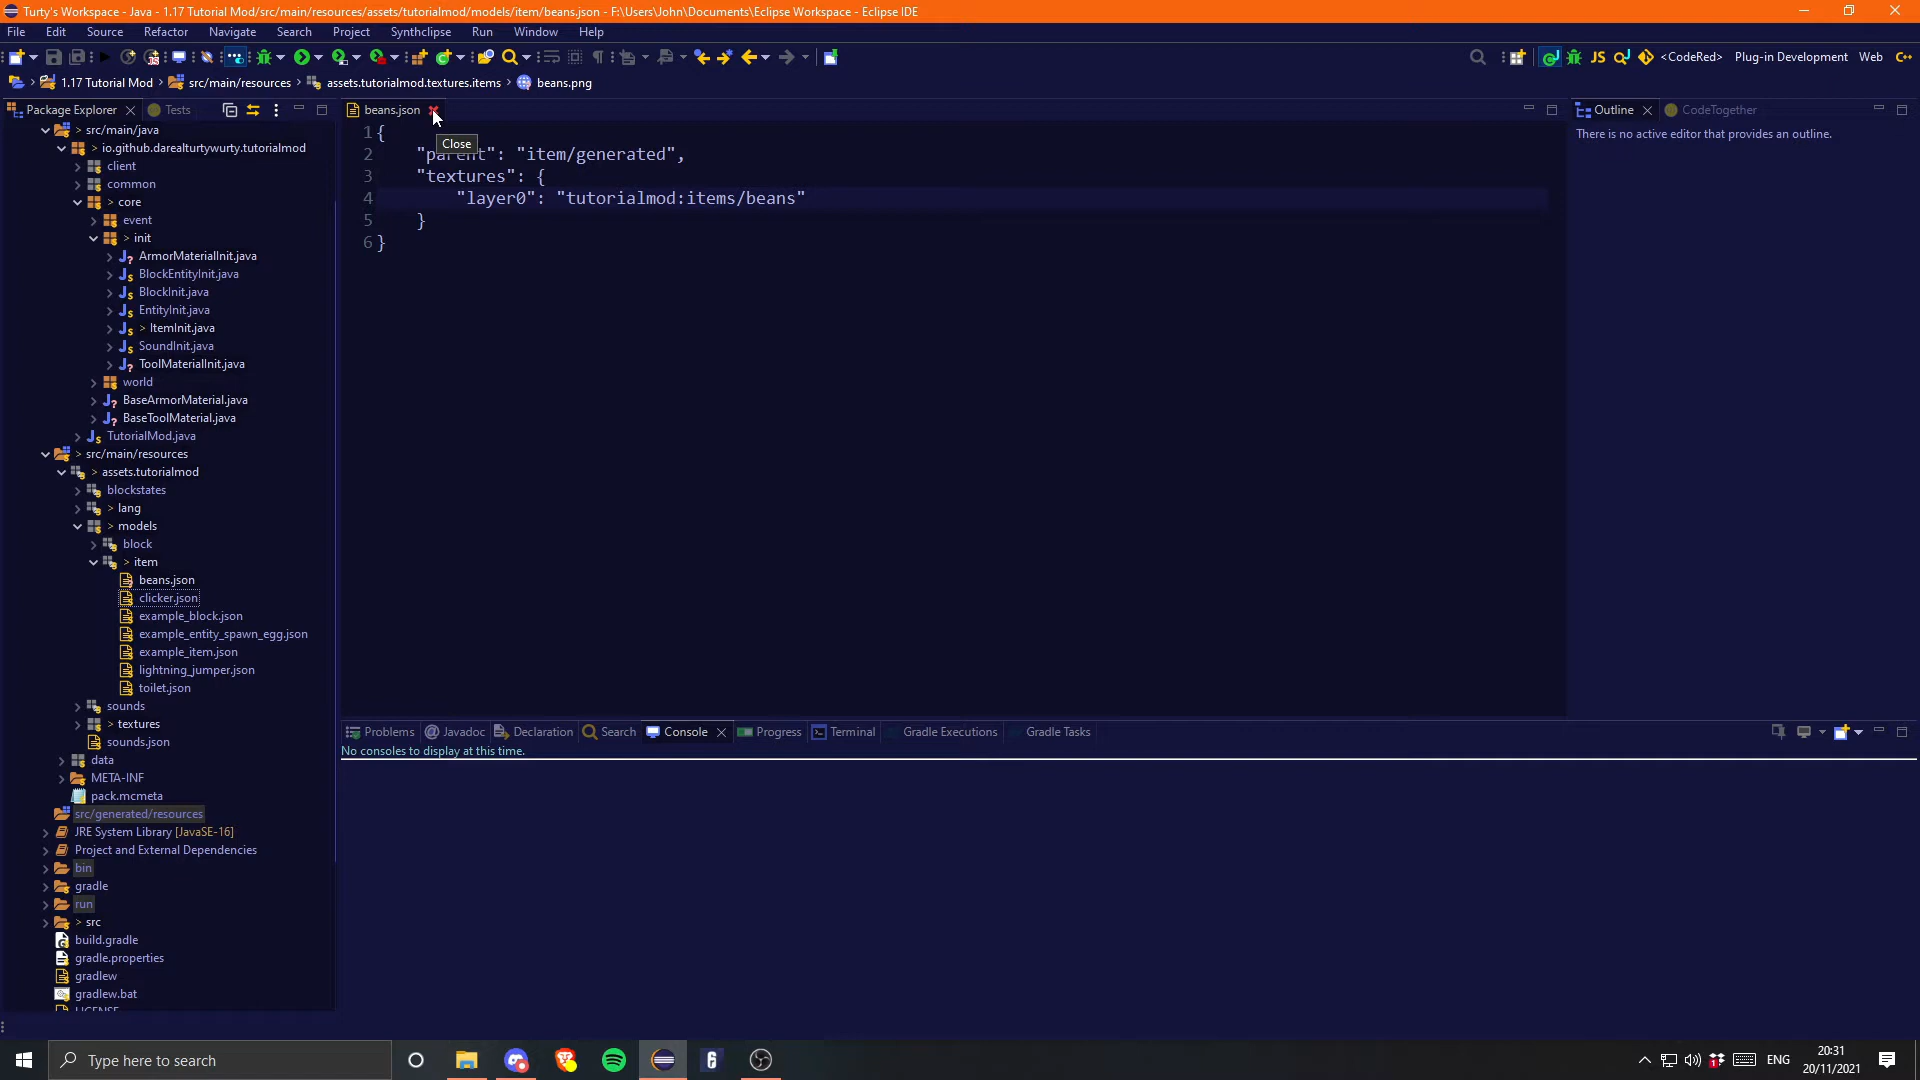 Turty's Workspace - Java - 1.17 Tutorial Mod/src/main/resources/assets/tutorialmod/models/item/beans.json - F:\Users\John\Documents\Eclipse Workspace - Eclipse IDE
File Edit Source Refactor Navigate Search Project Synthclipse Run Window Help
<CodeRed> Plug-in Development Web
1.17 Tutorial Mod > src/main/resources > assets.tutorialmod.textures.items > beans.png
Package Explorer Tests
beans.json
Close
1 {
2 "parent": "item/generated",
3 "textures": {
4 "layer0": "tutorialmod:items/beans"
5 }
6 }
Outline CodeTogether
There is no active editor that provides an outline.
> src/main/java
> io.github.darealturtywurty.tutorialmod
client
common
> core
event
> init
ArmorMaterialInit.java
BlockEntityInit.java
BlockInit.java
EntityInit.java
> ItemInit.java
SoundInit.java
ToolMaterialInit.java
world
BaseArmorMaterial.java
BaseToolMaterial.java
TutorialMod.java
> src/main/resources
> assets.tutorialmod
blockstates
> lang
> models
block
> item
beans.json
clicker.json
example_block.json
example_entity_spawn_egg.json
example_item.json
lightning_jumper.json
toilet.json
sounds
> textures
sounds.json
data
META-INF
pack.mcmeta
src/generated/resources
JRE System Library [JavaSE-16]
Project and External Dependencies
bin
gradle
run
> src
build.gradle
gradle.properties
gradlew
gradlew.bat
LICENSE
Problems Javadoc Declaration Search Console Progress Terminal Gradle Executions Gradle Tasks
No consoles to display at this time.
Type here to search
ENG
20:31
20/11/2021